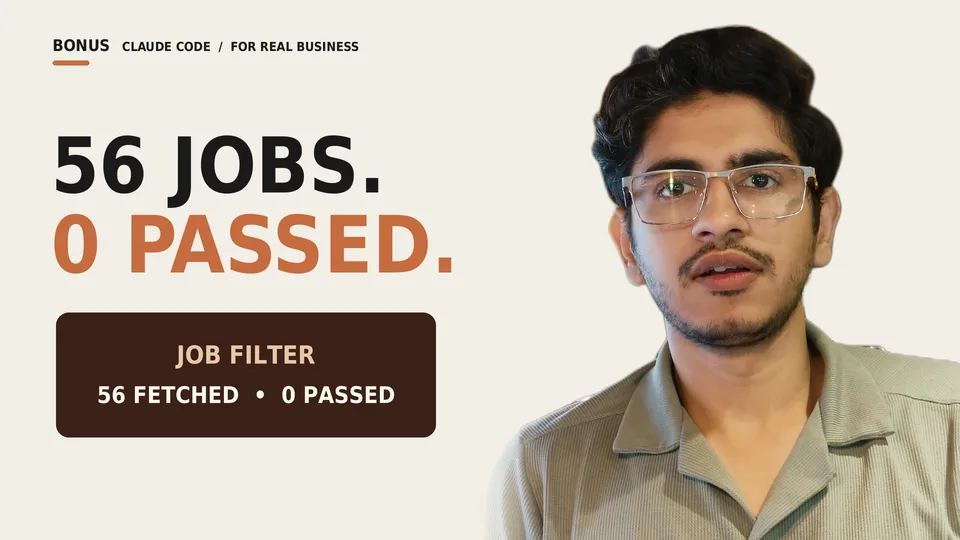 BONUS CLAUDE CODE / FOR REAL BUSINESS
56 JOBS.
0 PASSED.
JOB FILTER
56 FETCHED • 0 PASSED